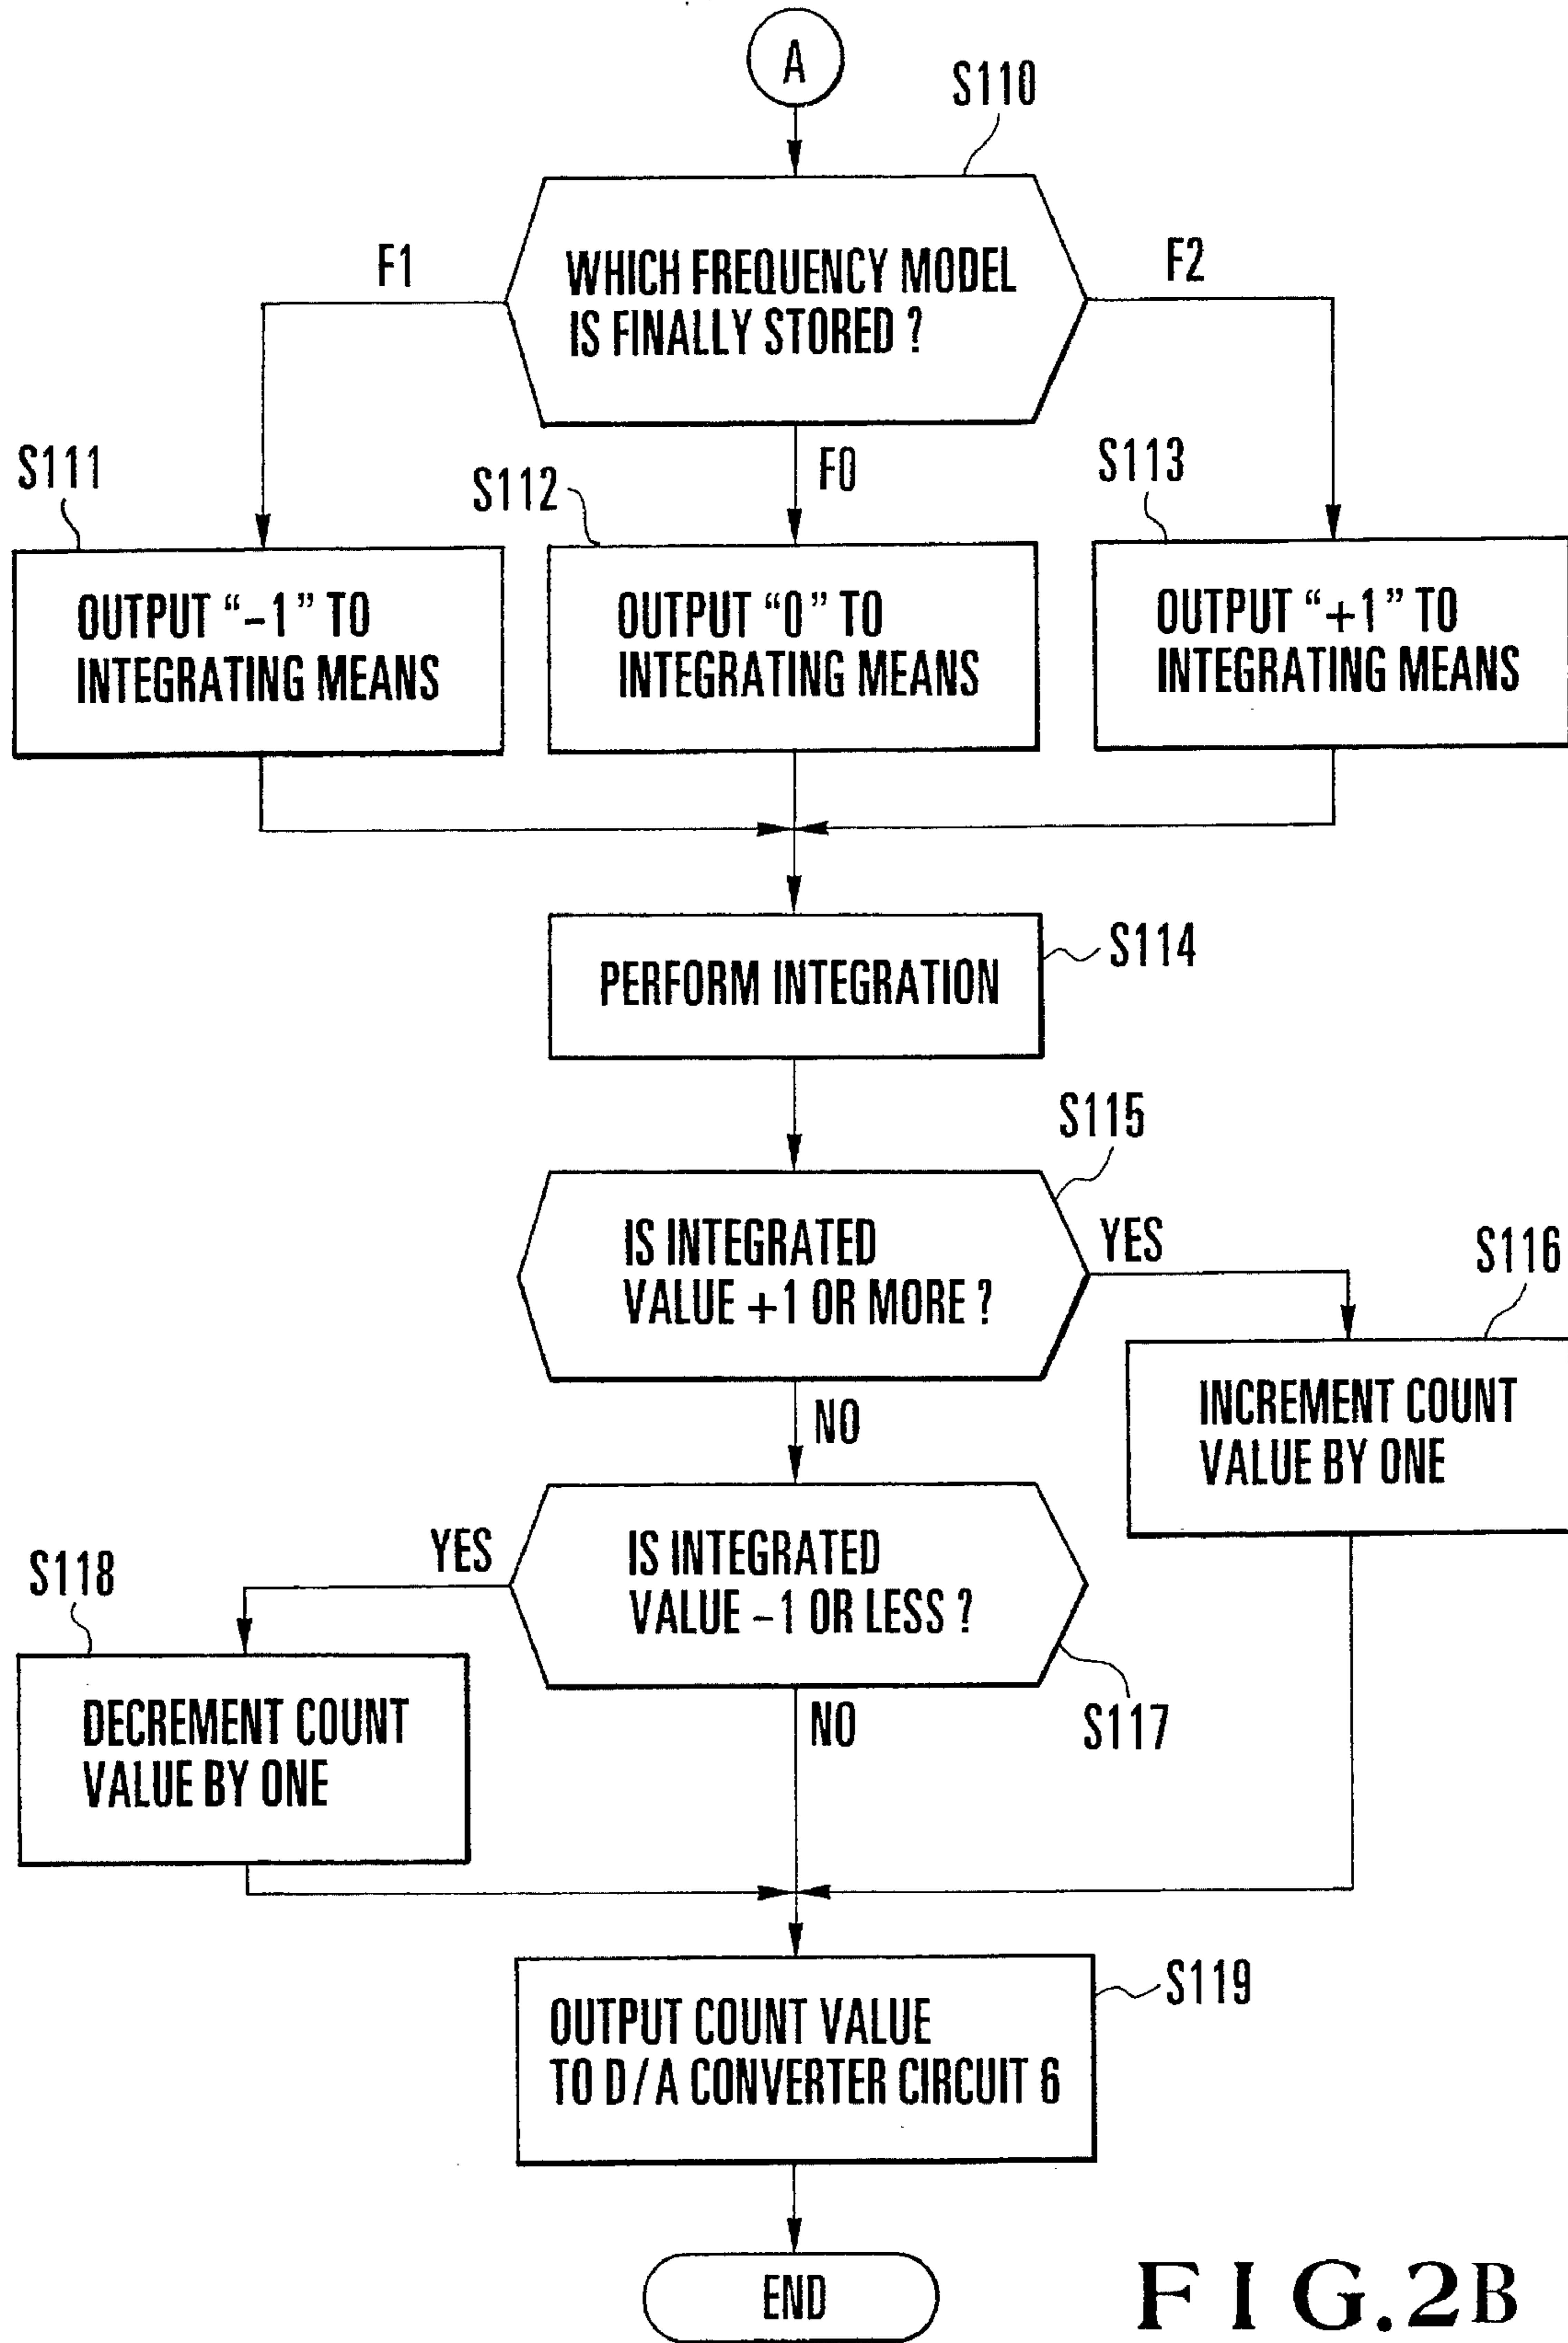 A
S110
WHICH FREQUENCY MODEL
IS FINALLY STORED ?
F1
F2
F0
S111
S112
S113
OUTPUT “–1” TO
INTEGRATING MEANS
OUTPUT “0” TO
INTEGRATING MEANS
OUTPUT “+1” TO
INTEGRATING MEANS
PERFORM INTEGRATION
S114
S115
IS INTEGRATED
VALUE +1 OR MORE ?
YES
S116
NO
INCREMENT COUNT
VALUE BY ONE
IS INTEGRATED
VALUE –1 OR LESS ?
YES
S118
S117
NO
DECREMENT COUNT
VALUE BY ONE
S119
OUTPUT COUNT VALUE
TO D/A CONVERTER CIRCUIT 6
END
FIG.2B